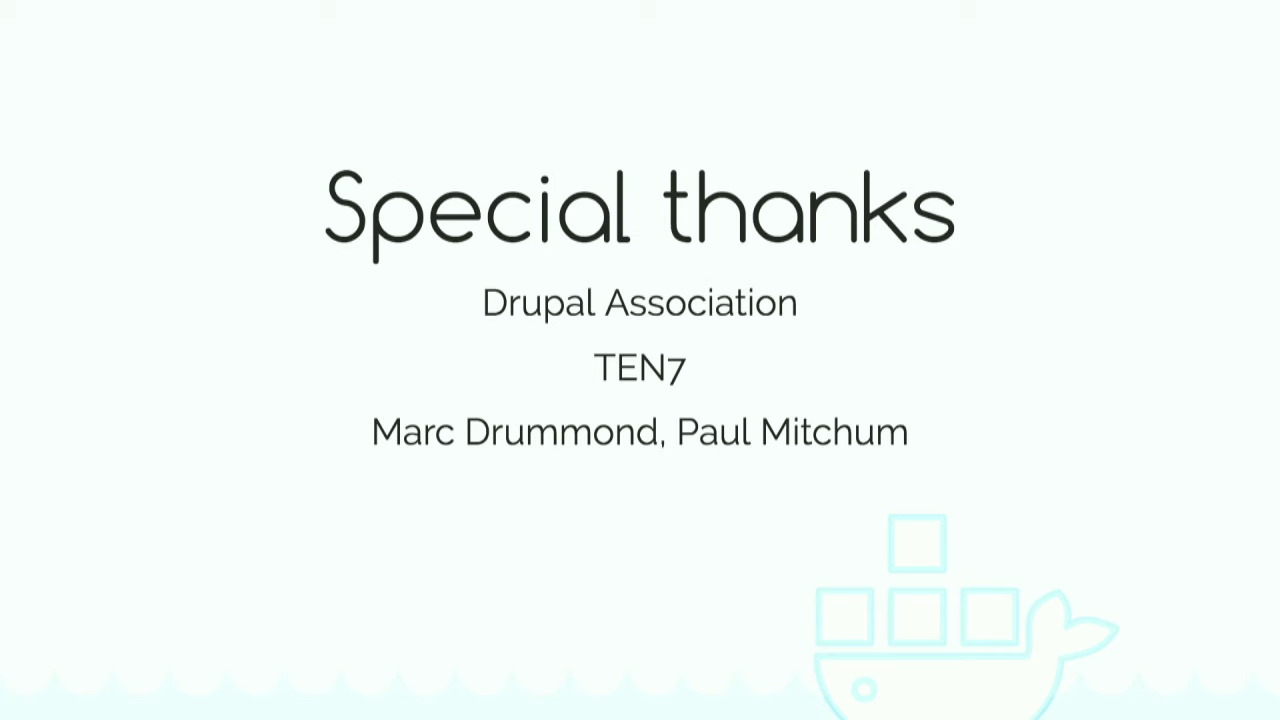 Special thanks
Drupal Association
TEN7
Marc Drummond, Paul Mitchum